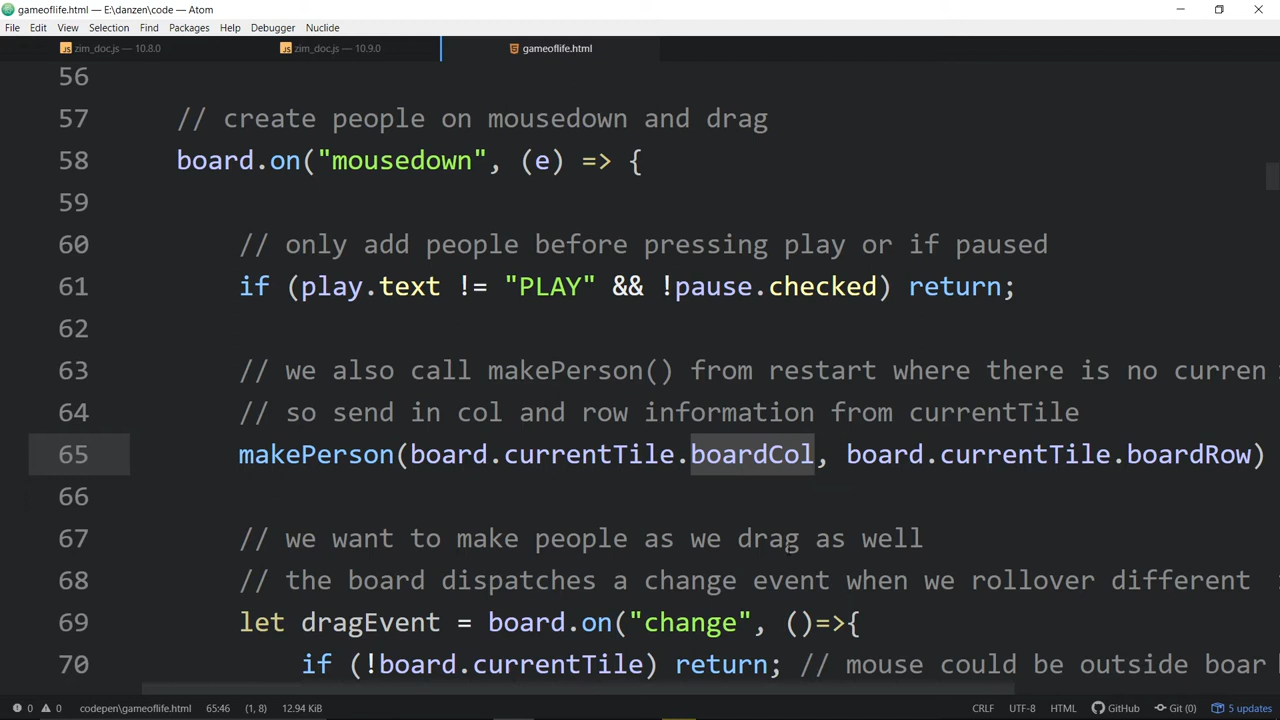 gameoflife.html — E:\danzen\code — Atom
File Edit View Selection Find Packages Help Debugger Nuclide
zim_doc.js — 10.8.0 zim_doc.js — 10.9.0 gameoflife.html
56
57 // create people on mousedown and drag
58 board.on("mousedown", (e) => {
59
60 // only add people before pressing play or if paused
61 if (play.text != "PLAY" && !pause.checked) return;
62
63 // we also call makePerson() from restart where there is no curren
64 // so send in col and row information from currentTile
65 makePerson(board.currentTile.boardCol, board.currentTile.boardRow)
66
67 // we want to make people as we drag as well
68 // the board dispatches a change event when we rollover different
69 let dragEvent = board.on("change", ()=>{
70 if (!board.currentTile) return; // mouse could be outside boar
0 0 codepen\gameoflife.html 65:46 (1, 8) 12.94 KiB CRLF UTF-8 HTML GitHub Git (0) 5 updates